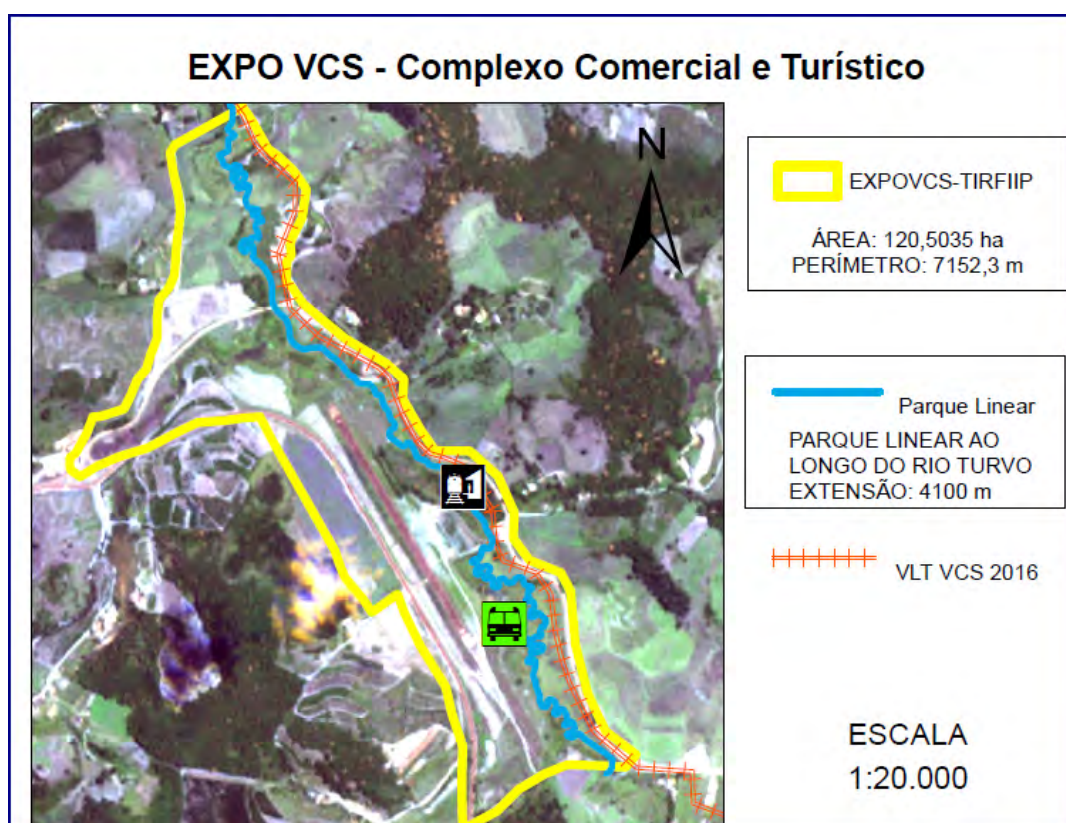 EXPO VCS - Complexo Comercial e Turístico
N
EXPOVCS-TIRFIIP
ÁREA: 120,5035 ha
PERÍMETRO: 7152,3 m
Parque Linear
PARQUE LINEAR AO
LONGO DO RIO TURVO
EXTENSÃO: 4100 m
VLT VCS 2016
ESCALA
1:20.000